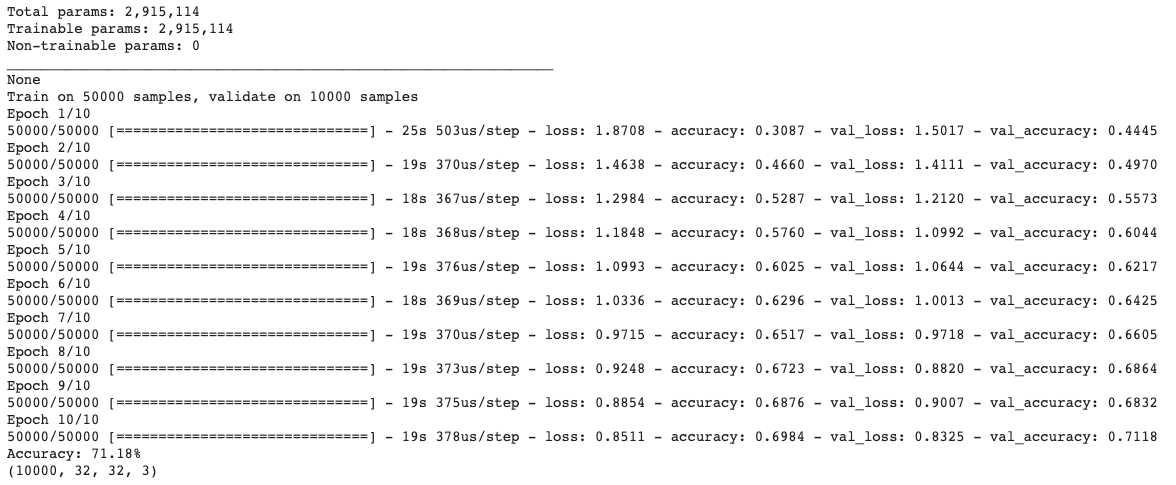 Total params: 2,915,114
Trainable params: 2,915,114
Non-trainable params: 0
_________________________________________________________________
None
Train on 50000 samples, validate on 10000 samples
Epoch 1/10
50000/50000 [==============================] - 25s 503us/step - loss: 1.8708 - accuracy: 0.3087 - val_loss: 1.5017 - val_accuracy: 0.4445
Epoch 2/10
50000/50000 [==============================] - 19s 370us/step - loss: 1.4638 - accuracy: 0.4660 - val_loss: 1.4111 - val_accuracy: 0.4970
Epoch 3/10
50000/50000 [==============================] - 18s 367us/step - loss: 1.2984 - accuracy: 0.5287 - val_loss: 1.2120 - val_accuracy: 0.5573
Epoch 4/10
50000/50000 [==============================] - 18s 368us/step - loss: 1.1848 - accuracy: 0.5760 - val_loss: 1.0992 - val_accuracy: 0.6044
Epoch 5/10
50000/50000 [==============================] - 19s 376us/step - loss: 1.0993 - accuracy: 0.6025 - val_loss: 1.0644 - val_accuracy: 0.6217
Epoch 6/10
50000/50000 [==============================] - 18s 369us/step - loss: 1.0336 - accuracy: 0.6296 - val_loss: 1.0013 - val_accuracy: 0.6425
Epoch 7/10
50000/50000 [==============================] - 19s 370us/step - loss: 0.9715 - accuracy: 0.6517 - val_loss: 0.9718 - val_accuracy: 0.6605
Epoch 8/10
50000/50000 [==============================] - 19s 373us/step - loss: 0.9248 - accuracy: 0.6723 - val_loss: 0.8820 - val_accuracy: 0.6864
Epoch 9/10
50000/50000 [==============================] - 19s 375us/step - loss: 0.8854 - accuracy: 0.6876 - val_loss: 0.9007 - val_accuracy: 0.6832
Epoch 10/10
50000/50000 [==============================] - 19s 378us/step - loss: 0.8511 - accuracy: 0.6984 - val_loss: 0.8325 - val_accuracy: 0.7118
Accuracy: 71.18%
(10000, 32, 32, 3)